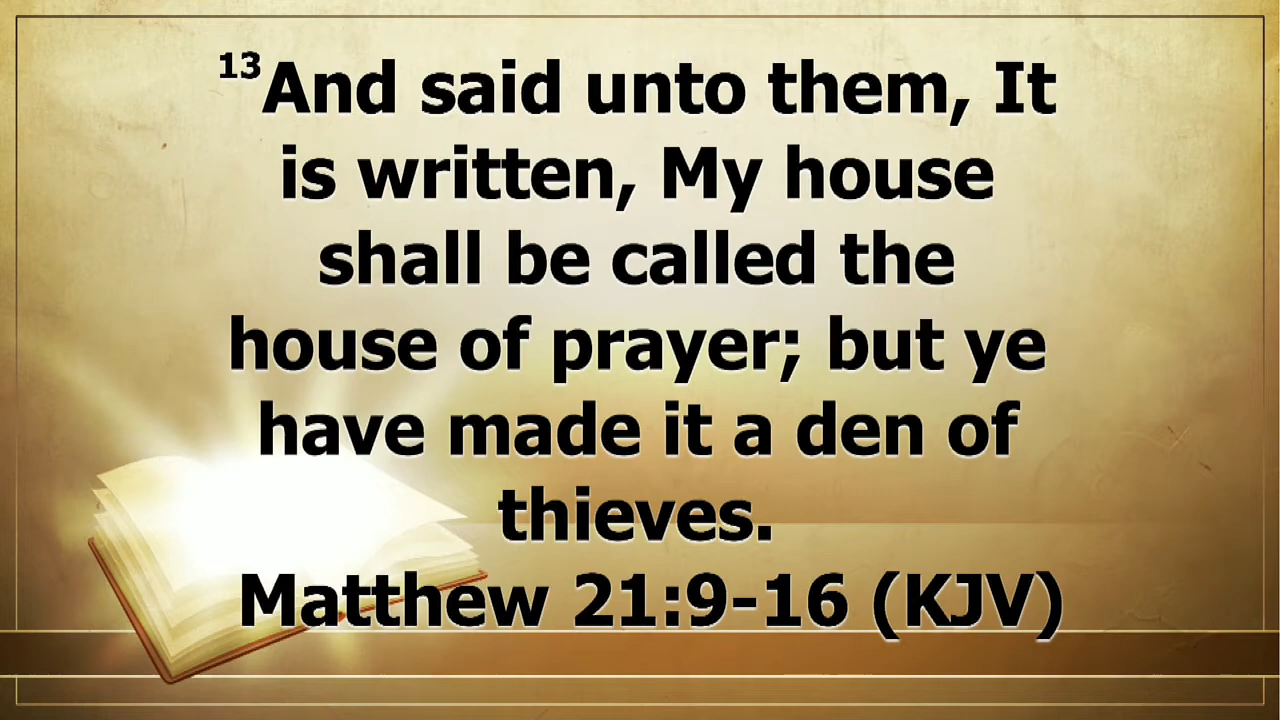 13And said unto them, It
is written, My house
shall be called the
house of prayer; but ye
have made it a den of
thieves.
Matthew 21:9-16 (KJV)